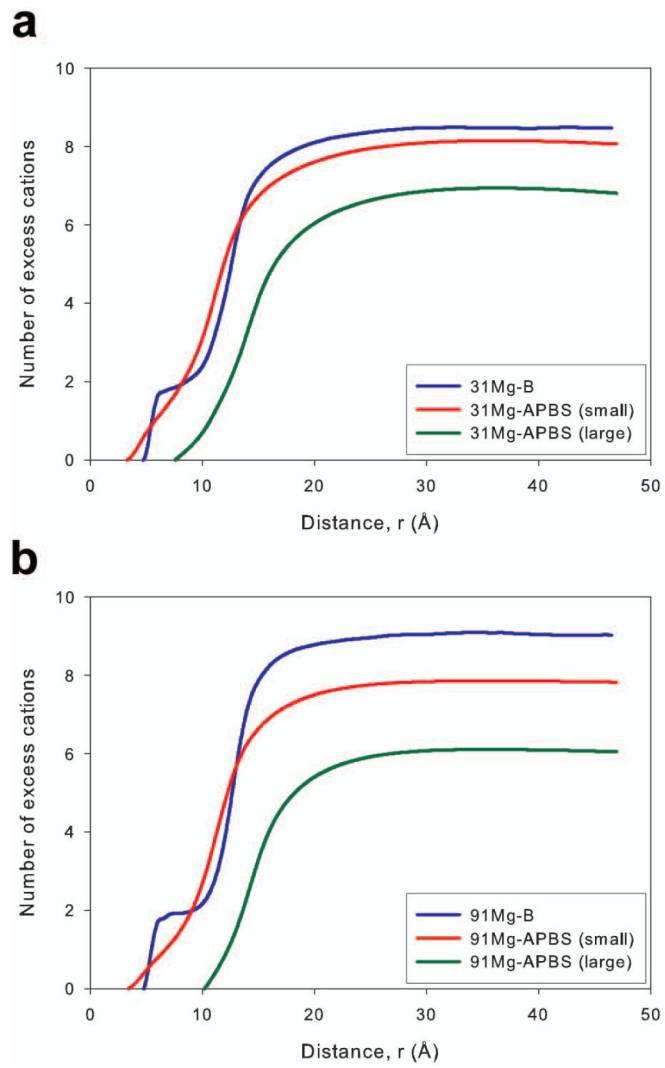 a
10
8
6
4
2
0
Number of excess cations
31Mg-B
31Mg-APBS (small)
31Mg-APBS (large)
0 10 20 30 40 50
Distance, r (Å)
b
10
8
6
4
2
0
Number of excess cations
91Mg-B
91Mg-APBS (small)
91Mg-APBS (large)
0 10 20 30 40 50
Distance, r (Å)